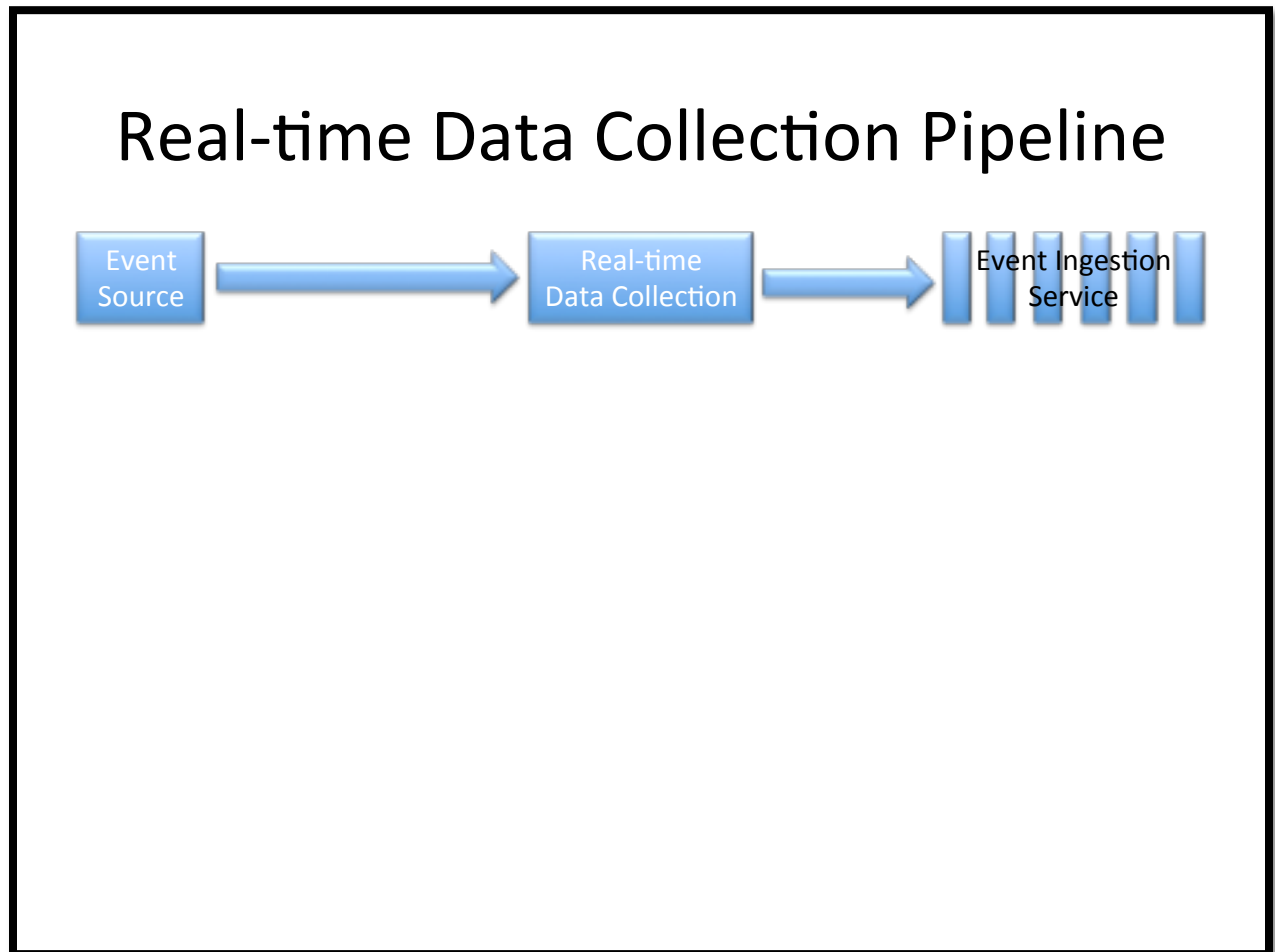 Real-time Data Collection Pipeline
Event
Source
Real-time
Data Collection
Event Ingestion
Service